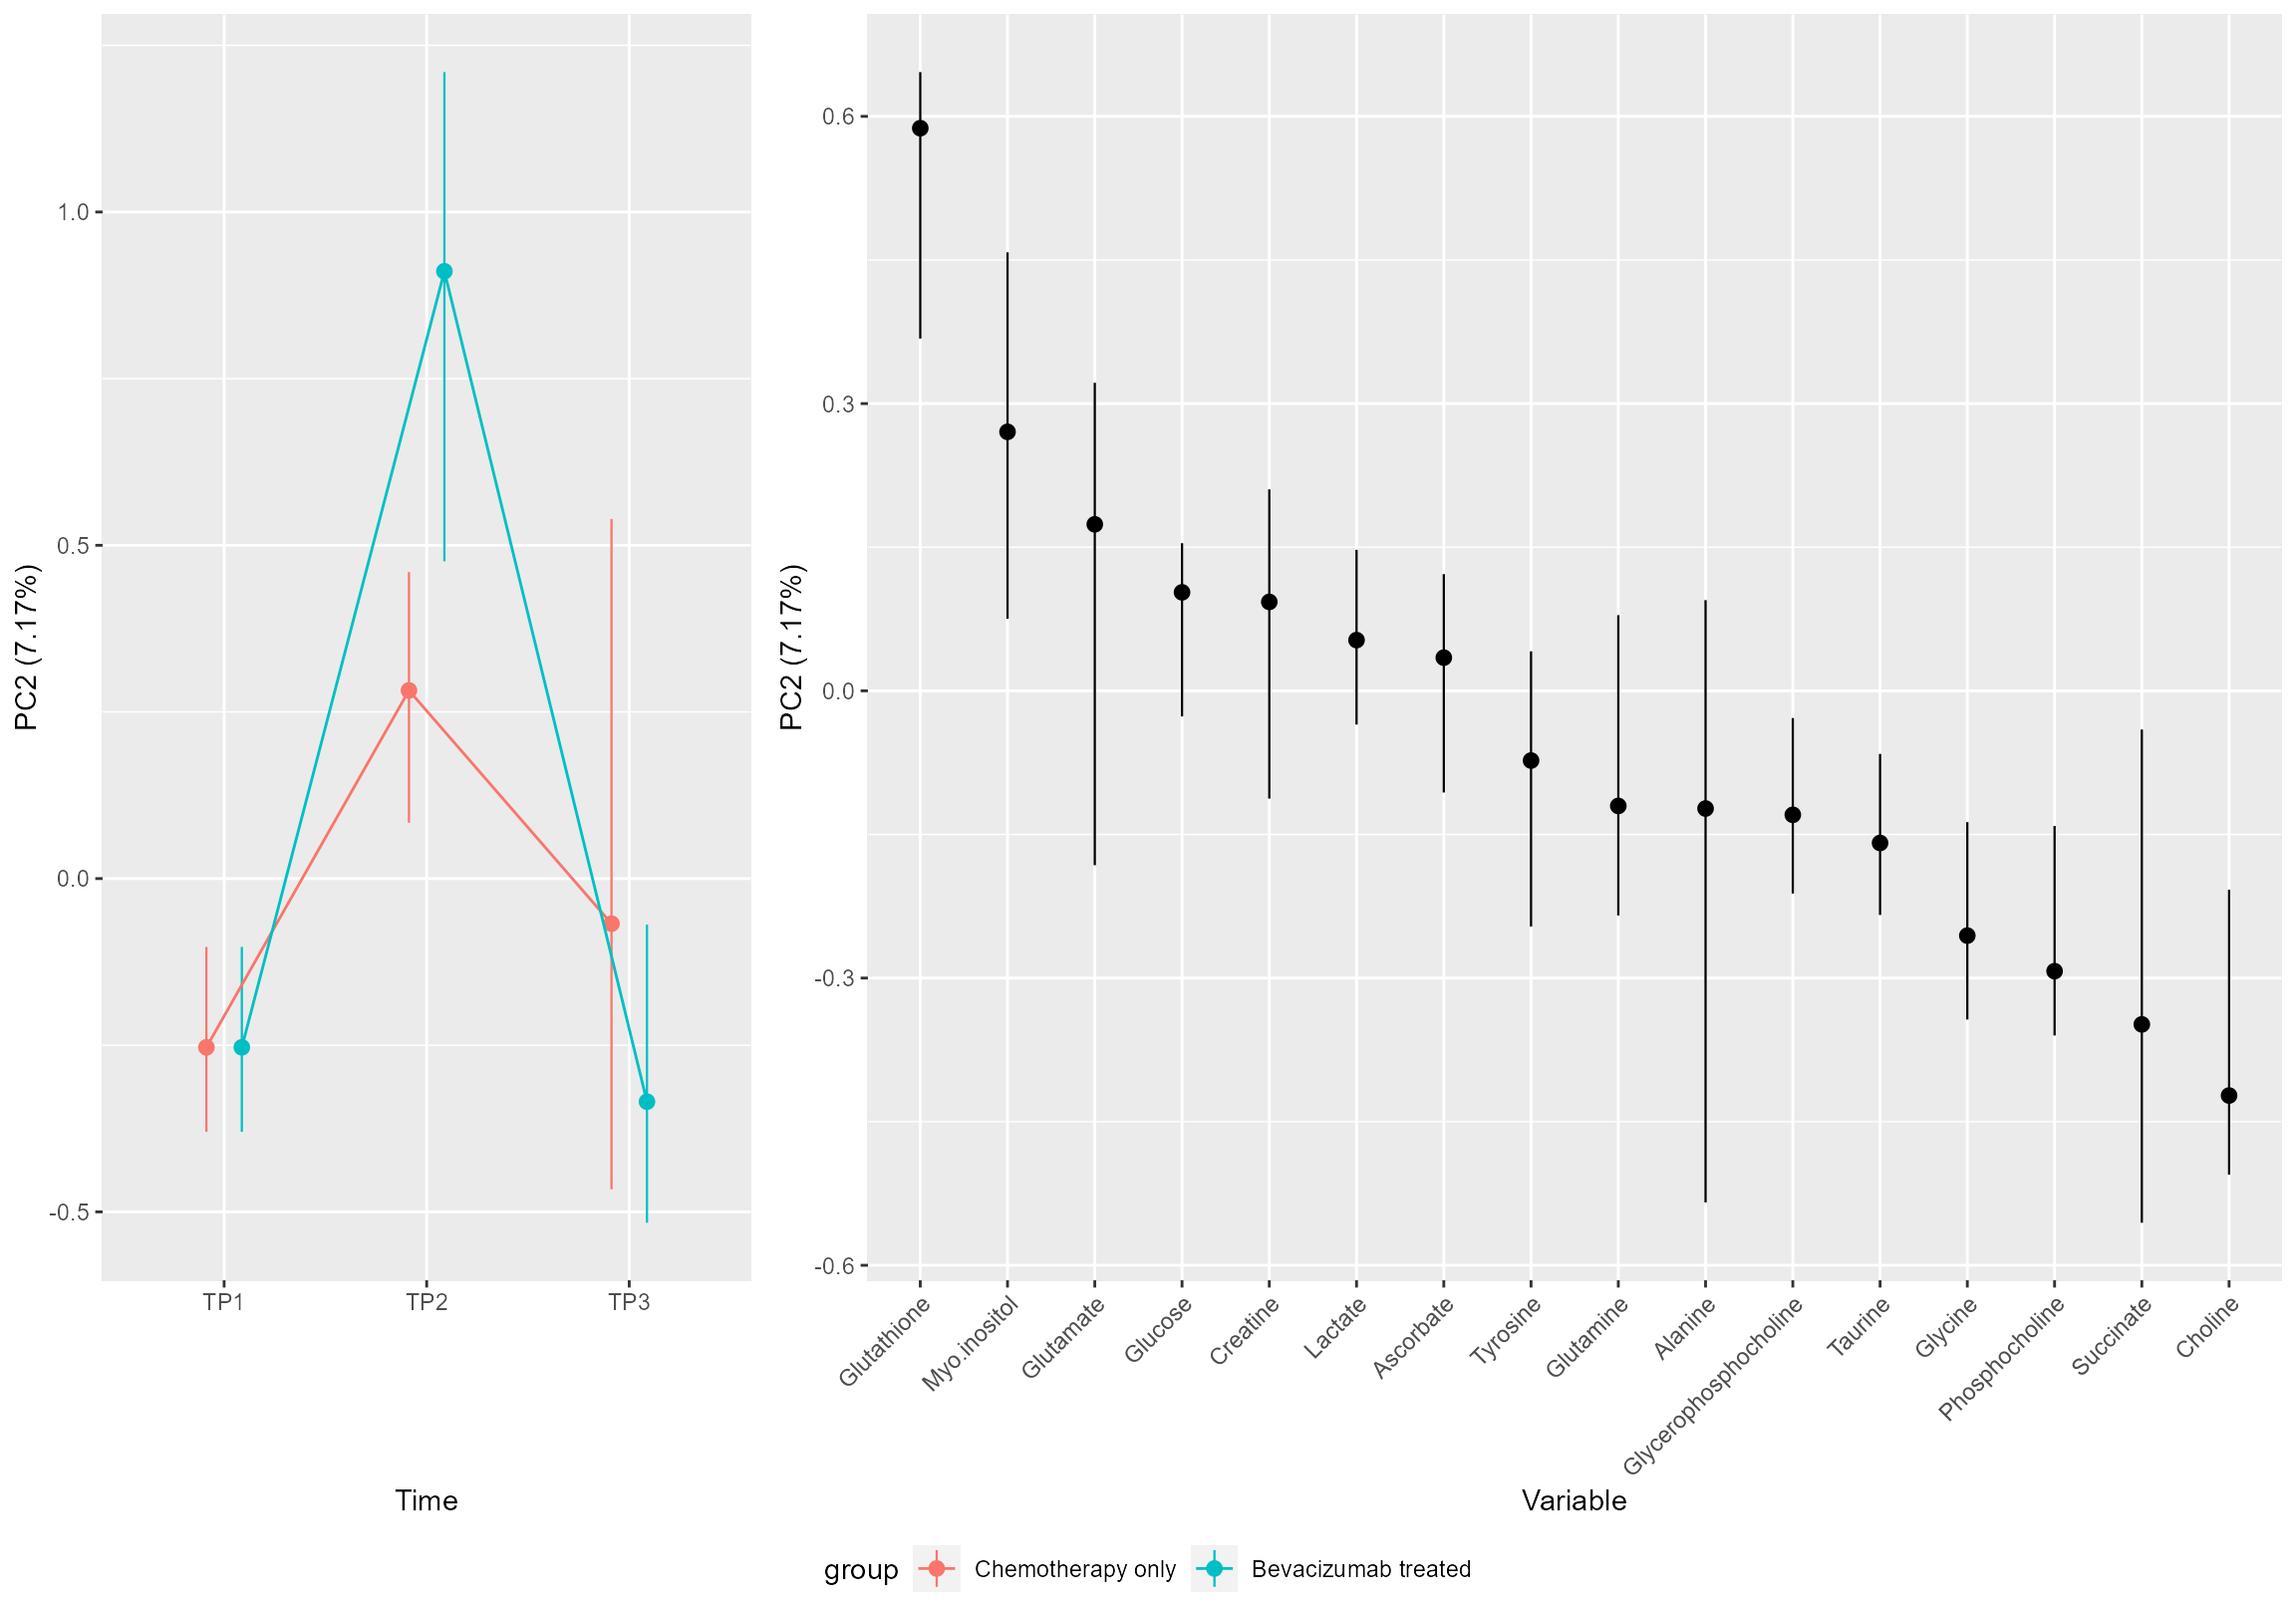 PC2 (7.17%)
1.0
0.5
0.0
-0.5
TP1 TP2 TP3
Time
PC2 (7.17%)
0.6
0.3
0.0
-0.3
-0.6
Glutathione
Myo.inositol
Glutamate
Glucose
Creatine
Lactate
Ascorbate
Tyrosine
Glutamine
Alanine
Glycerophosphocholine
Taurine
Glycine
Phosphocholine
Succinate
Choline
Variable
group Chemotherapy only Bevacizumab treated